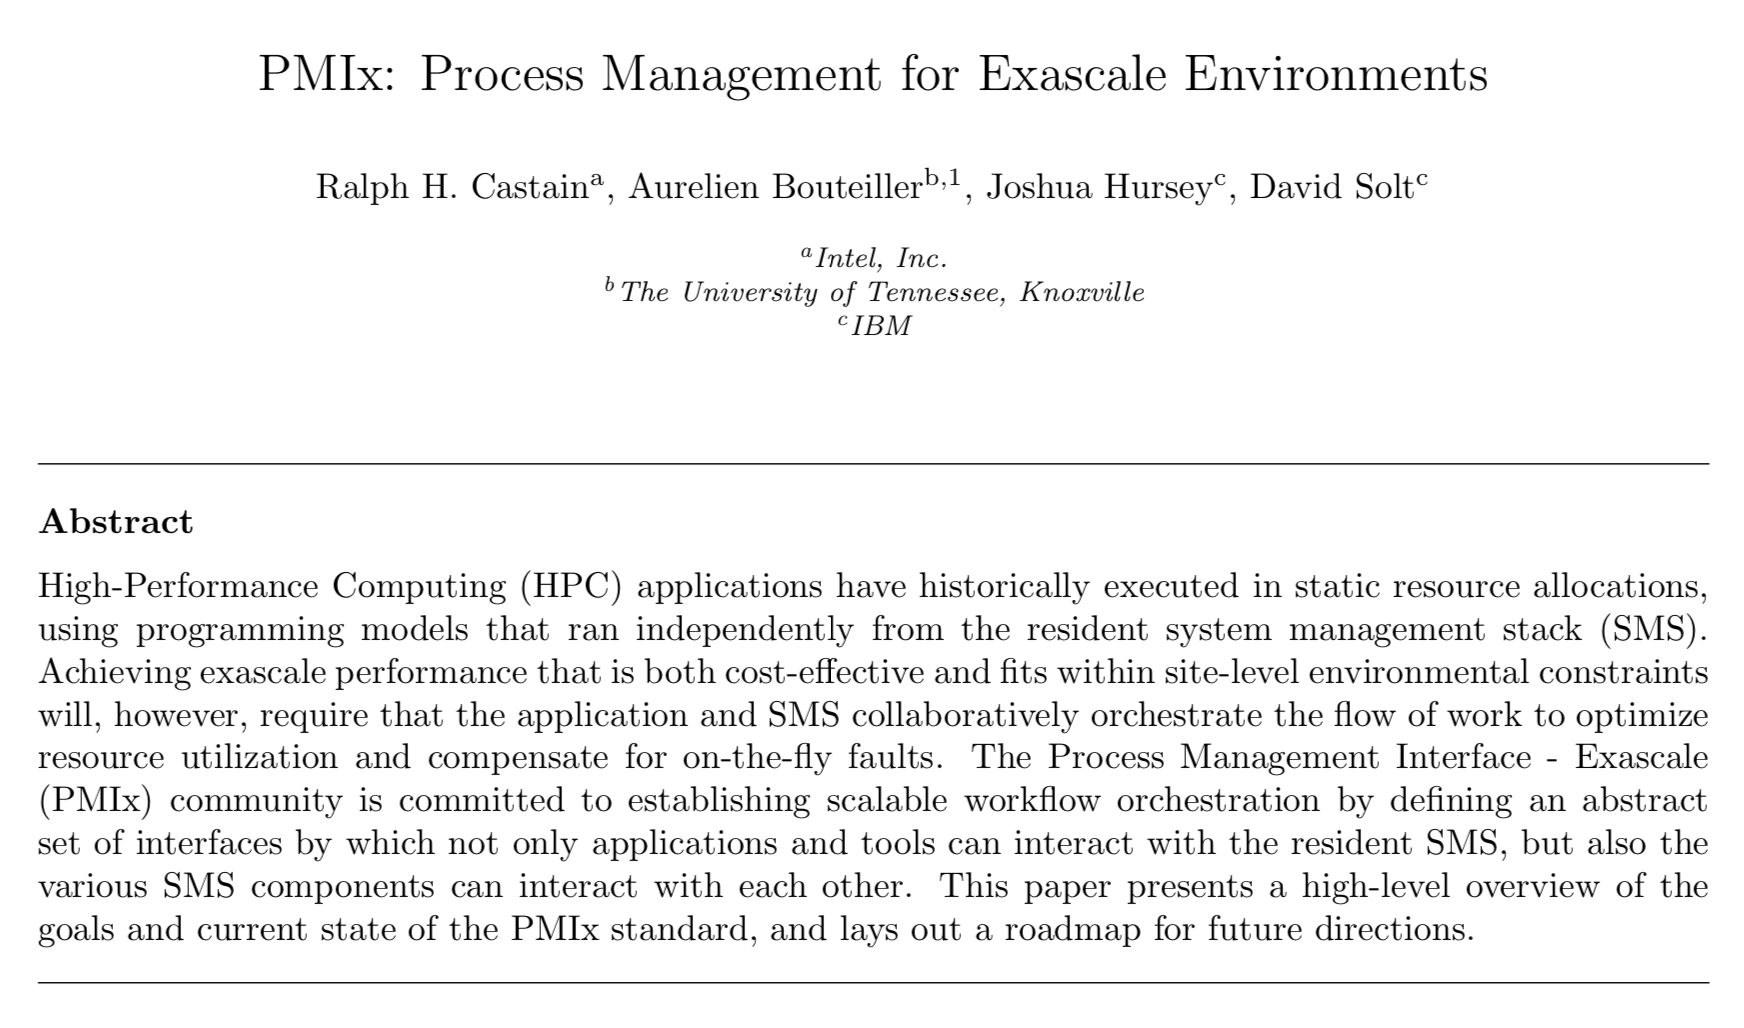 PMIx: Process Management for Exascale Environments
Ralph H. Castainᵃ, Aurelien Bouteillerᵇ,¹, Joshua Hurseyᶜ, David Soltᶜ
ᵃIntel, Inc.
ᵇThe University of Tennessee, Knoxville
ᶜIBM
Abstract
High-Performance Computing (HPC) applications have historically executed in static resource allocations,
using programming models that ran independently from the resident system management stack (SMS).
Achieving exascale performance that is both cost-effective and fits within site-level environmental constraints
will, however, require that the application and SMS collaboratively orchestrate the flow of work to optimize
resource utilization and compensate for on-the-fly faults. The Process Management Interface - Exascale
(PMIx) community is committed to establishing scalable workflow orchestration by defining an abstract
set of interfaces by which not only applications and tools can interact with the resident SMS, but also the
various SMS components can interact with each other. This paper presents a high-level overview of the
goals and current state of the PMIx standard, and lays out a roadmap for future directions.